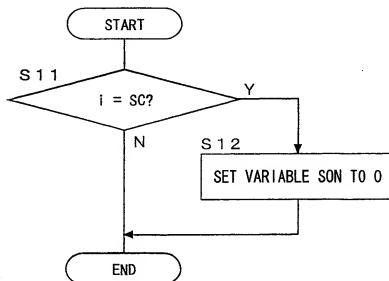 START
S11
i = SC?
Y
N
S12
SET VARIABLE SON TO 0
END